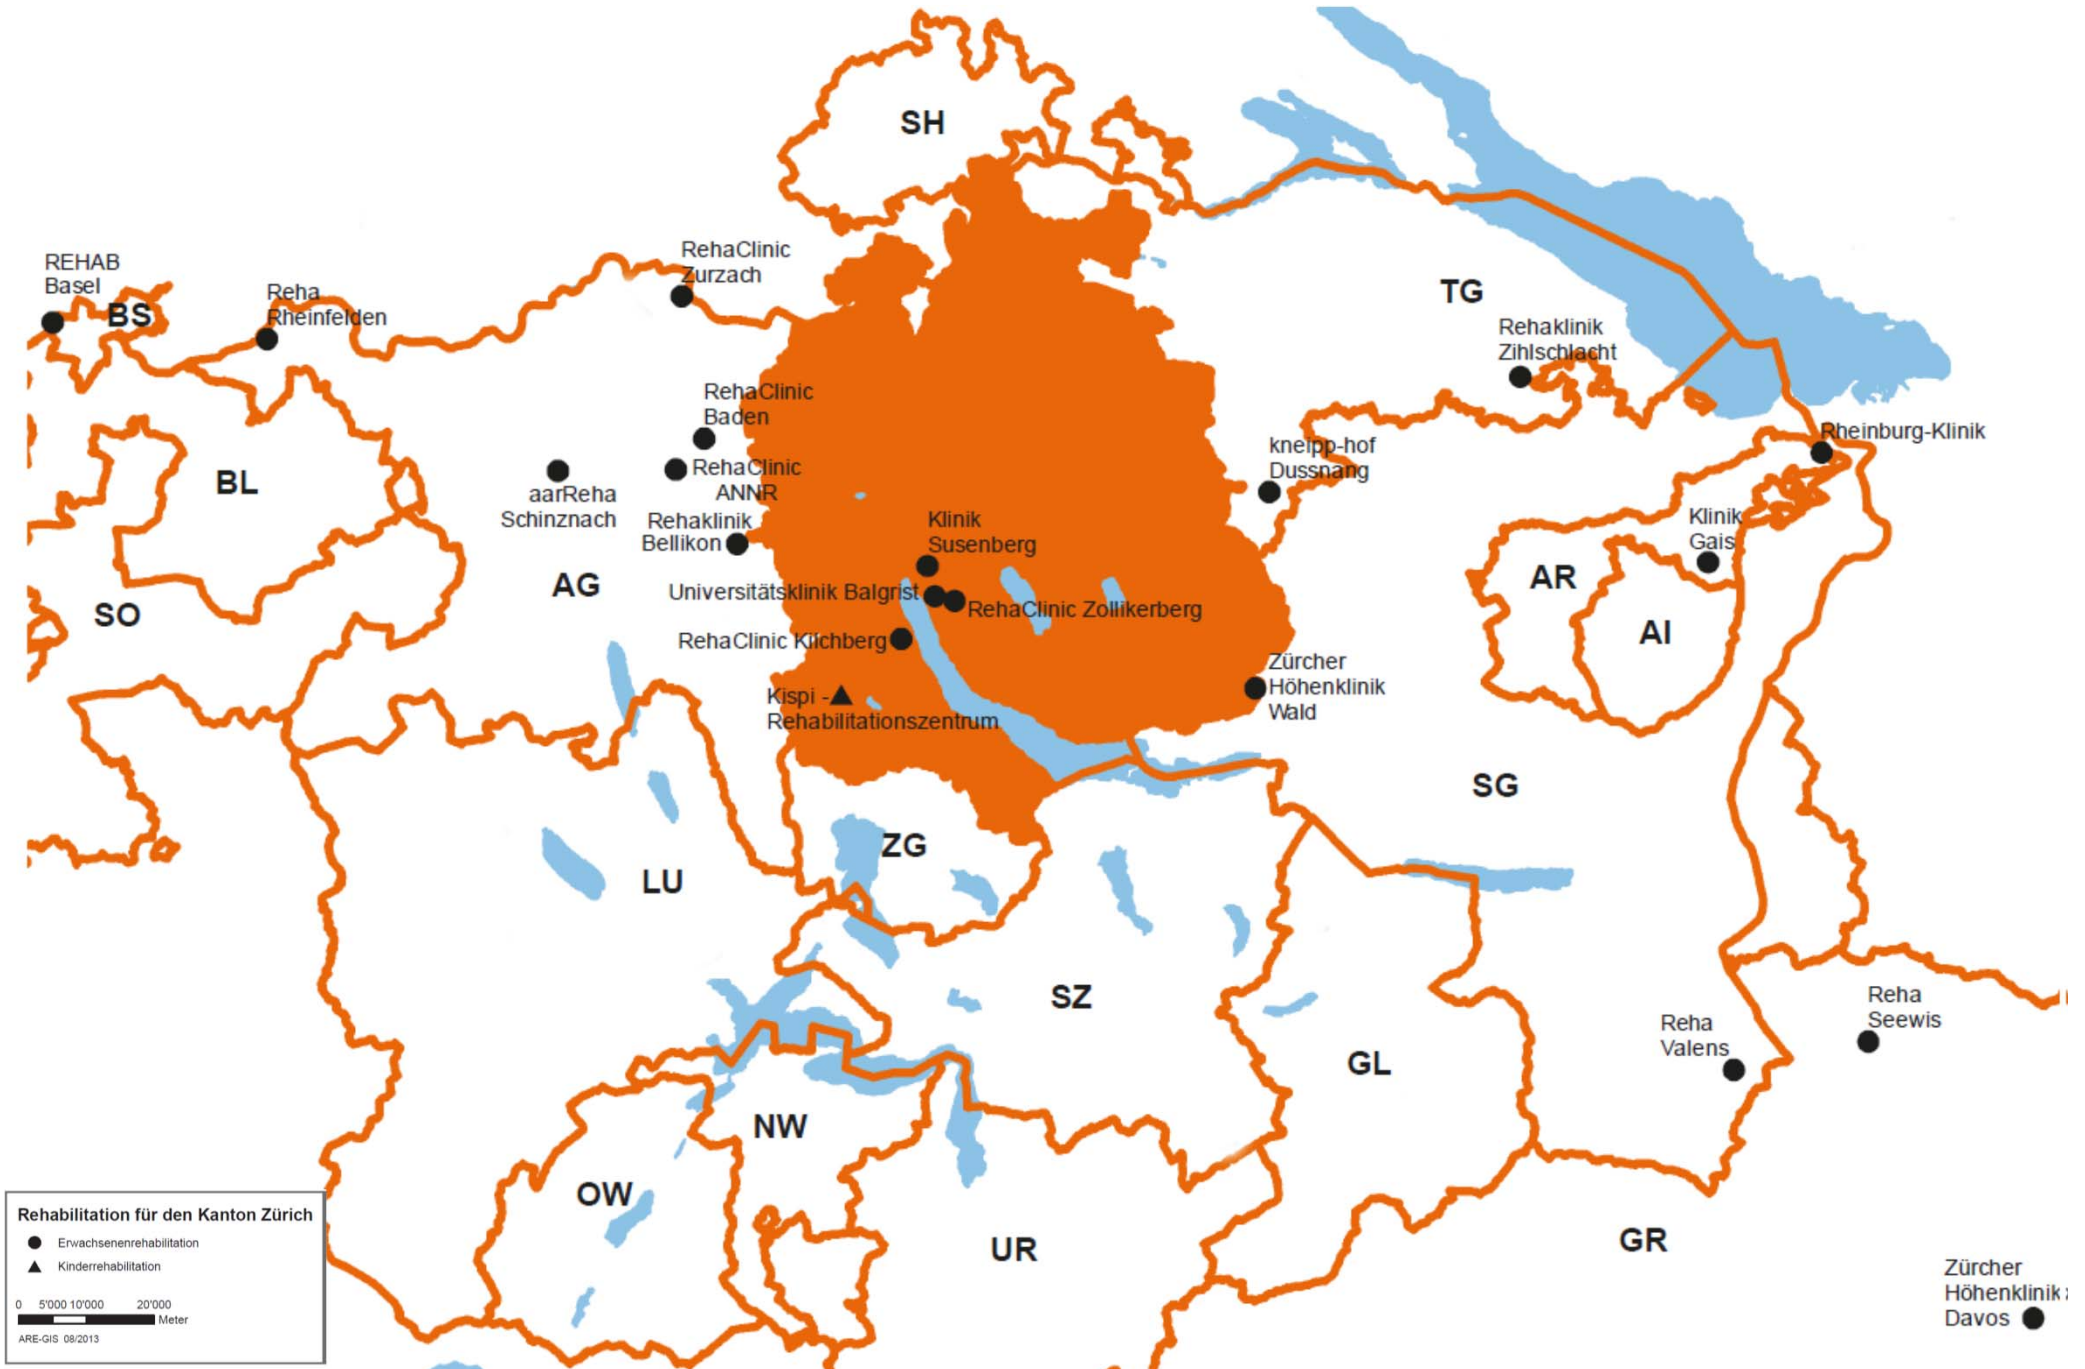 SH
REHAB
Basel
BS
Reha
Rheinfelden
RehaClinic
Zurzach
TG
Rehaklinik
Zihlschlacht
RehaClinic
Baden
BL
aarReha
Schinznach
RehaClinic
ANNR
Rehaklinik
Bellikon
kneipp-hof
Dussnang
Rheinburg-Klinik
Klinik
Gais
Klinik
Susenberg
AG
AR
SO
Universitätsklinik Balgrist
RehaClinic Zollikerberg
AI
RehaClinic Kilchberg
Kispi -
Rehabilitationszentrum
Zürcher
Höhenklinik
Wald
SG
ZG
LU
SZ
Reha
Seewis
Reha
Valens
GL
NW
OW
UR
GR
Zürcher
Höhenklinik
Davos
Rehabilitation für den Kanton Zürich
Erwachsenenrehabilitation
Kinderrehabilitation
0 5'000 10'000 20'000
Meter
ARE-GIS 08/2013